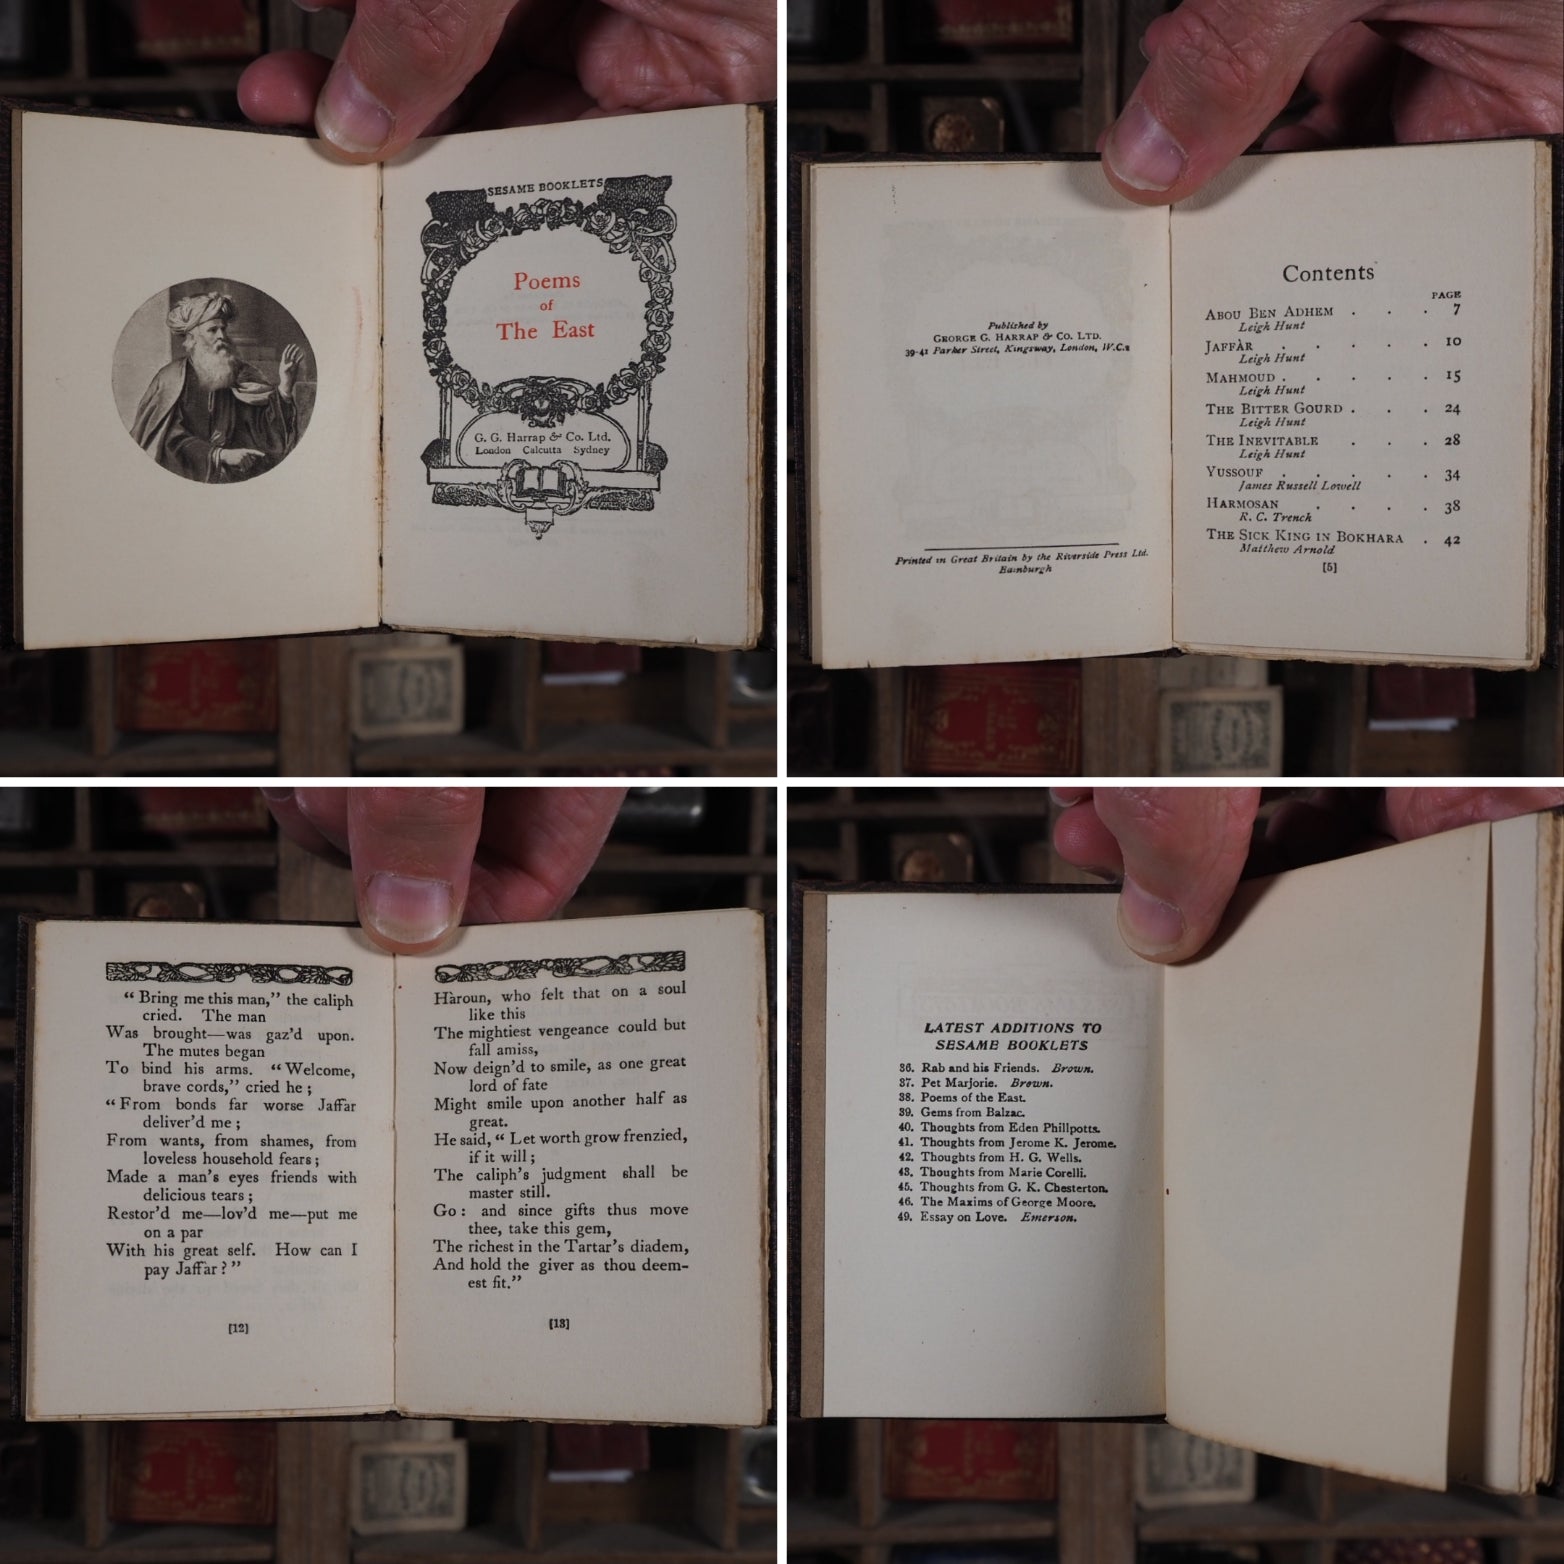 SESAME BOOKLETS
Poems
of
The East
G. G. Harrap & Co. Ltd.
London Calcutta Sydney
Published by
GEORGE G. HARRAP & CO. LTD.
39-41 Parker Street, Kingsway, London, W.C.2
Printed in Great Britain by the Riverside Press Ltd.
Edinburgh
Contents
PAGE
ABOU BEN ADHEM . . . 7
Leigh Hunt
JAFFÀR . . . . . 10
Leigh Hunt
MAHMOUD . . . . . 15
Leigh Hunt
THE BITTER GOURD . . . 24
Leigh Hunt
THE INEVITABLE . . . 28
Leigh Hunt
YUSSOUF . . . . . 34
James Russell Lowell
HARMOSAN . . . . 38
R. C. Trench
THE SICK KING IN BOKHARA . 42
Matthew Arnold
[5]
“Bring me this man,” the caliph
cried. The man
Was brought—was gaz’d upon.
The mutes began
To bind his arms. “Welcome,
brave cords,” cried he;
“From bonds far worse Jaffar
deliver’d me;
From wants, from shames, from
loveless household fears;
Made a man’s eyes friends with
delicious tears;
Restor’d me—lov’d me—put me
on a par
With his great self. How can I
pay Jaffar?”
[12]
Hàroun, who felt that on a soul
like this
The mightiest vengeance could but
fall amiss,
Now deign’d to smile, as one great
lord of fate
Might smile upon another half as
great.
He said, “Let worth grow frenzied,
if it will;
The caliph’s judgment shall be
master still.
Go: and since gifts thus move
thee, take this gem,
The richest in the Tartar’s diadem,
And hold the giver as thou deem-
est fit.”
[13]
LATEST ADDITIONS TO
SESAME BOOKLETS
36. Rab and his Friends. Brown.
37. Pet Marjorie. Brown.
38. Poems of the East.
39. Gems from Balzac.
40. Thoughts from Eden Phillpotts.
41. Thoughts from Jerome K. Jerome.
42. Thoughts from H. G. Wells.
43. Thoughts from Marie Corelli.
45. Thoughts from G. K. Chesterton.
46. The Maxims of George Moore.
49. Essay on Love. Emerson.